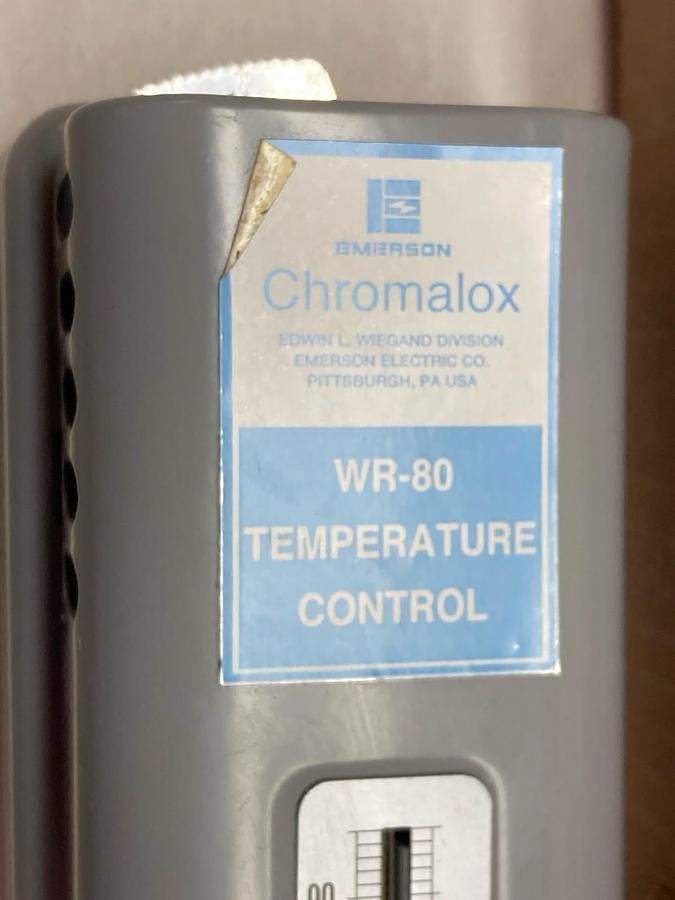 EMERSON
Chromalox
EDWIN L. WIEGAND DIVISION
EMERSON ELECTRIC CO.
PITTSBURGH, PA USA
WR-80
TEMPERATURE
CONTROL